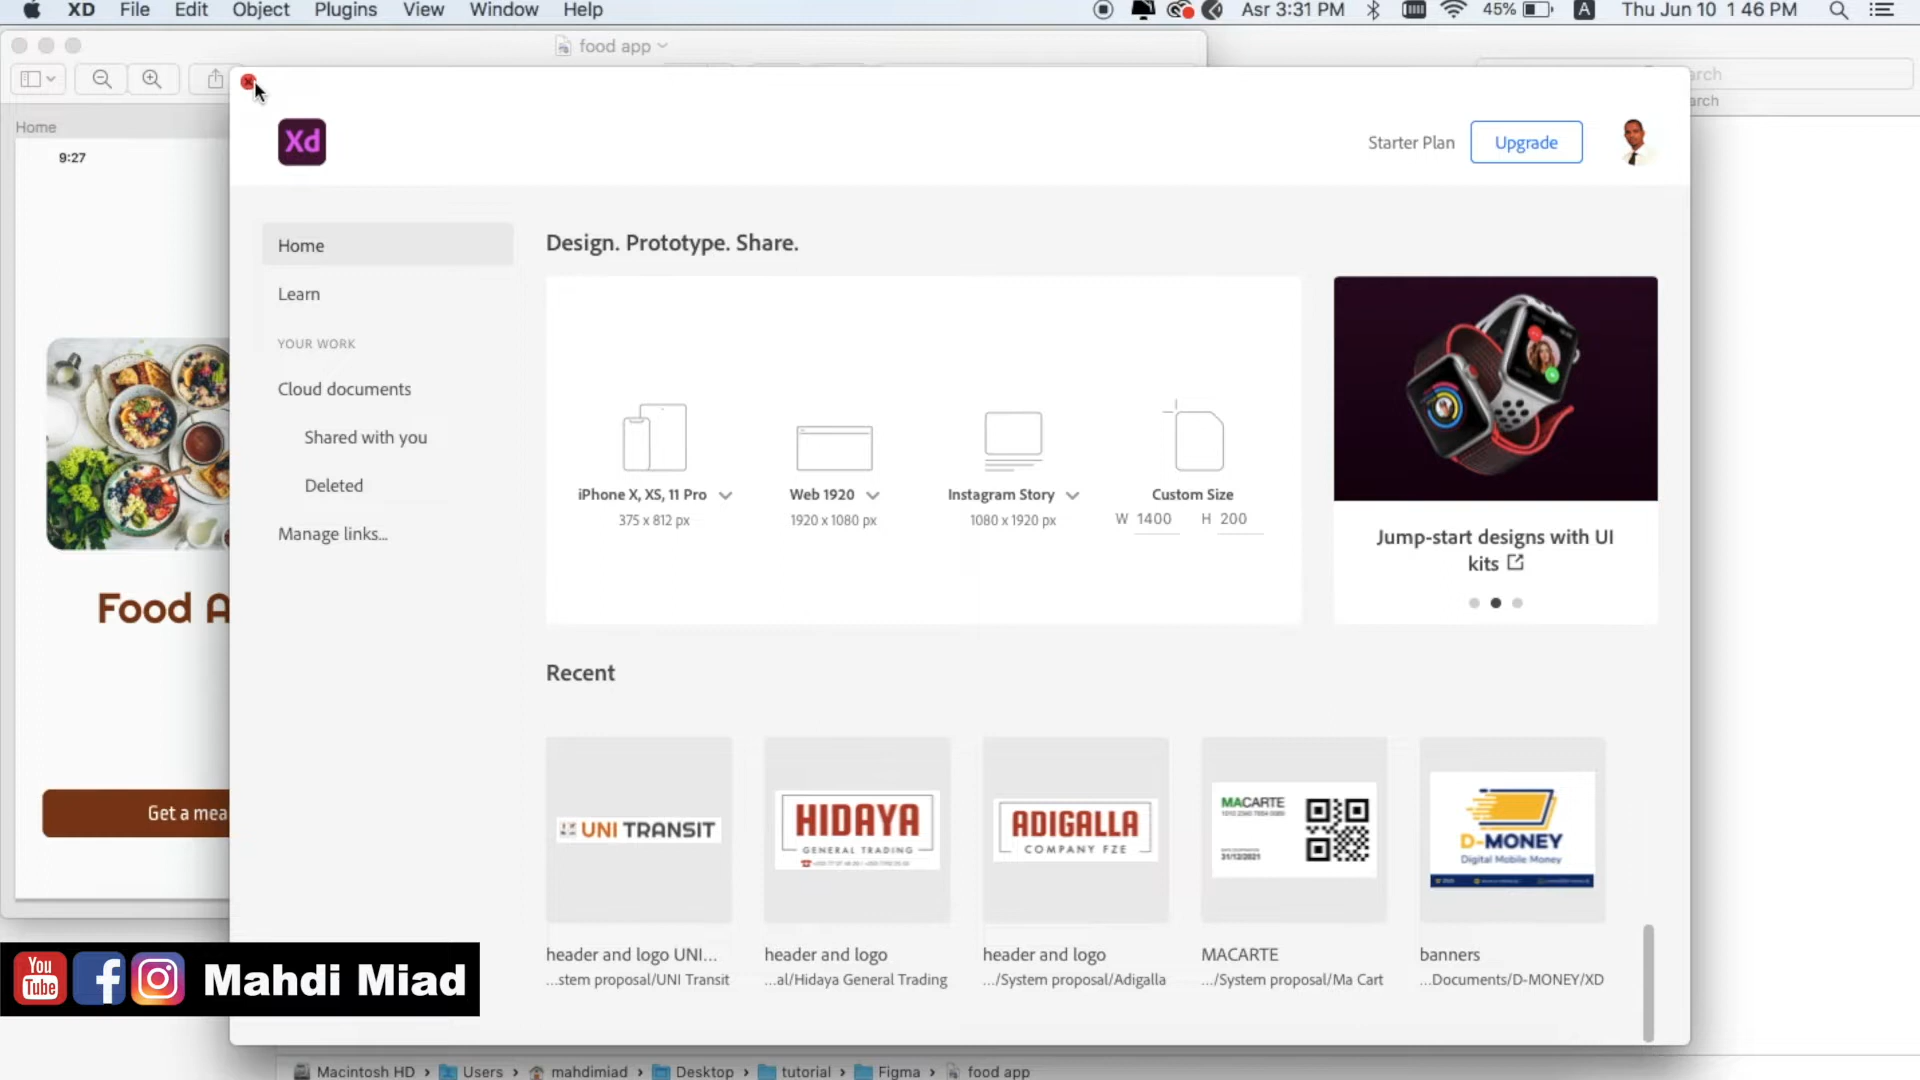 XD File Edit Object Plugins View Window Help Asr 3:31 PM 45% A Thu Jun 10 1 46 PM
food app
arch
arch
Home
9:27
Xd
Starter Plan
Upgrade
Home
Learn
YOUR WORK
Cloud documents
Shared with you
Deleted
Manage links...
Design. Prototype. Share.
iPhone X, XS, 11 Pro
375 x 812 px
Web 1920
1920 x 1080 px
Instagram Story
1080 x 1920 px
Custom Size
W 1400 H 200
Jump-start designs with UI
kits
Food A
Get a mea
Recent
UNI TRANSIT
HIDAYA
GENERAL TRADING
ADIGALLA
COMPANY FZE
MACARTE
31/12/2021
D-MONEY
Digital Mobile Money
header and logo UNI...
...stem proposal/UNI Transit
header and logo
...al/Hidaya General Trading
header and logo
.../System proposal/Adigalla
MACARTE
.../System proposal/Ma Cart
banners
...Documents/D-MONEY/XD
You
Tube
Mahdi Miad
Macintosh HD › Users › mahdimiad › Desktop › tutorial › Figma › food app